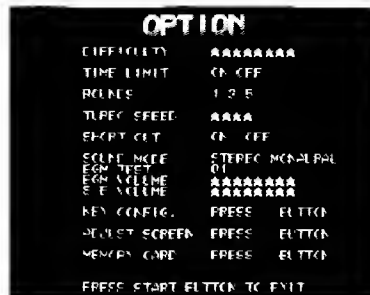 OPTION
DIFFICULTY ★★★★★★★★
TIME LIMIT ON OFF
ROUNDS 1 3 5
TURBO SPEED ★★★★
SHORT CUT ON OFF
SOUND MODE STEREO MONAURAL
BGM TEST 01
BGM VOLUME ★★★★★★★★★
S.E VOLUME ★★★★★★★★★
KEY CONFIG. PRESS BUTTON
ADJUST SCREEN PRESS BUTTON
MEMORY CARD PRESS BUTTON
PRESS START BUTTON TO EXIT